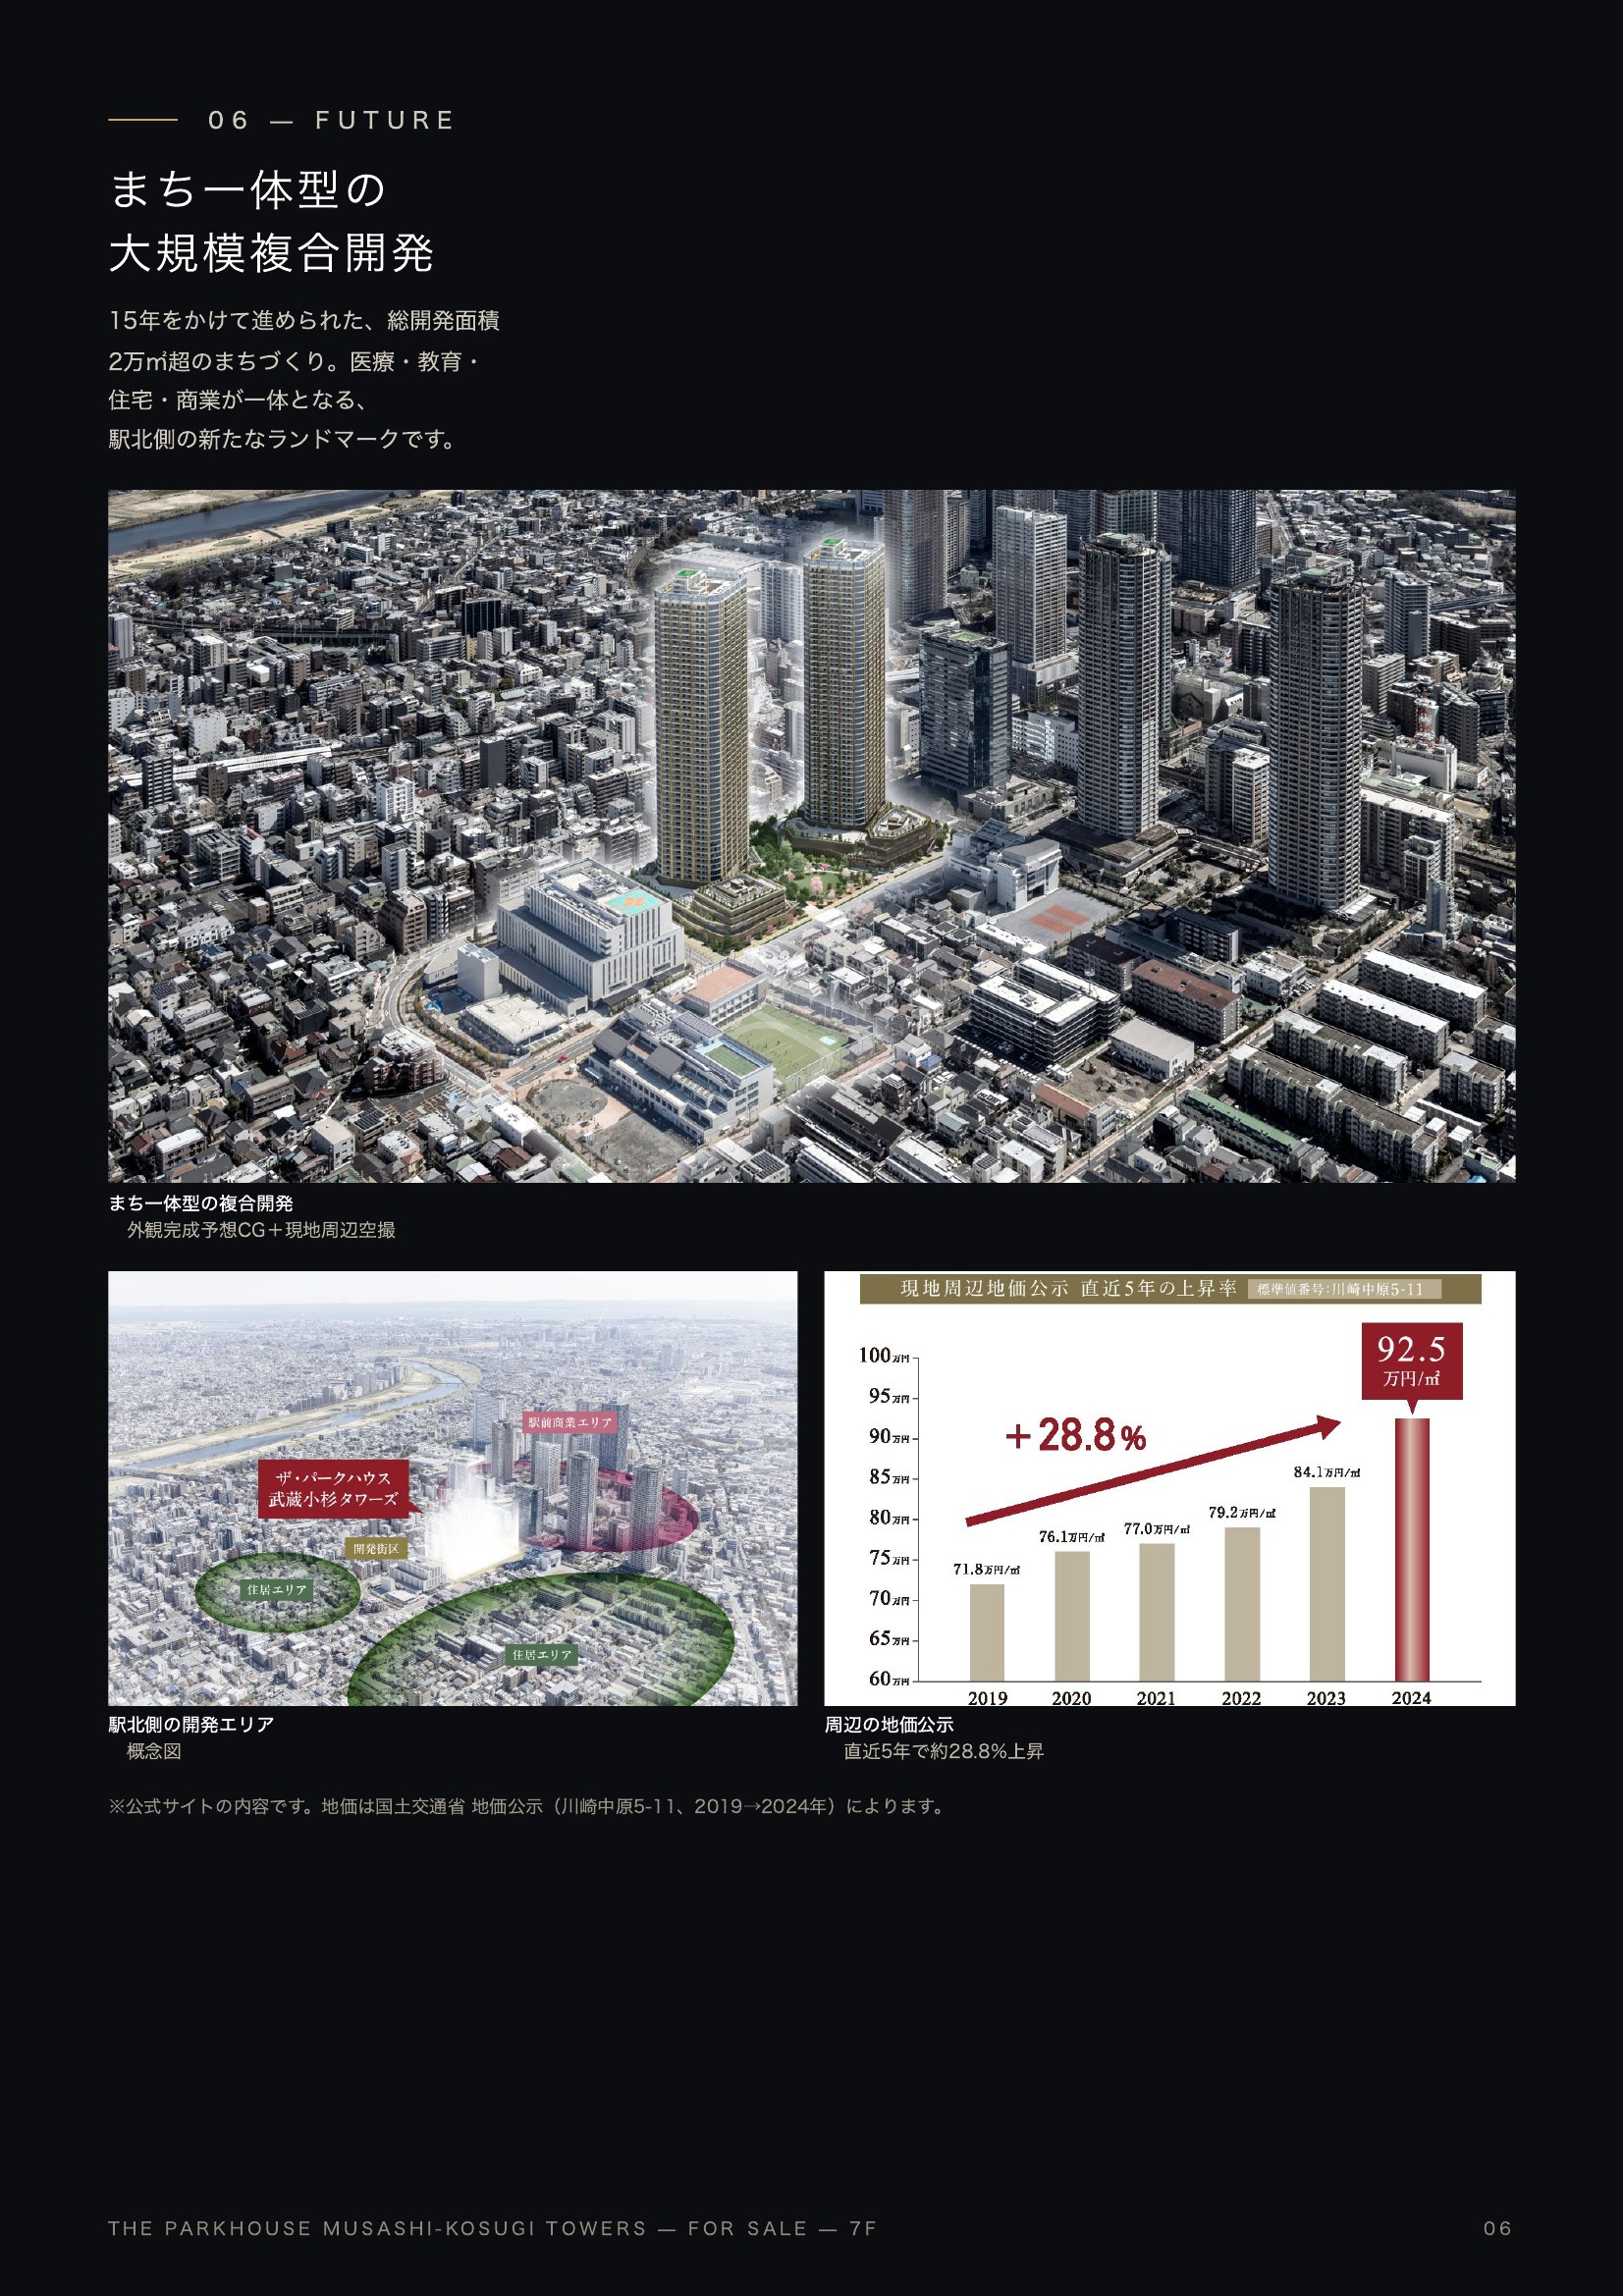 06 — FUTURE
まち一体型の
大規模複合開発
15年をかけて進められた、総開発面積
2万㎡超のまちづくり。医療・教育・
住宅・商業が一体となる、
駅北側の新たなランドマークです。
まち一体型の複合開発
外観完成予想CG＋現地周辺空撮
駅前商業エリア
ザ・パークハウス
武蔵小杉タワーズ
開発街区
住居エリア
住居エリア
駅北側の開発エリア
概念図
現地周辺地価公示 直近5年の上昇率 標準値番号:川崎中原5-11
92.5
万円/㎡
＋28.8%
100万円
95万円
90万円
85万円
80万円
75万円
70万円
65万円
60万円
71.8万円/㎡
76.1万円/㎡
77.0万円/㎡
79.2万円/㎡
84.1万円/㎡
2019 2020 2021 2022 2023 2024
周辺の地価公示
直近5年で約28.8%上昇
※公式サイトの内容です。地価は国土交通省 地価公示（川崎中原5-11、2019→2024年）によります。
THE PARKHOUSE MUSASHI-KOSUGI TOWERS — FOR SALE — 7F
06